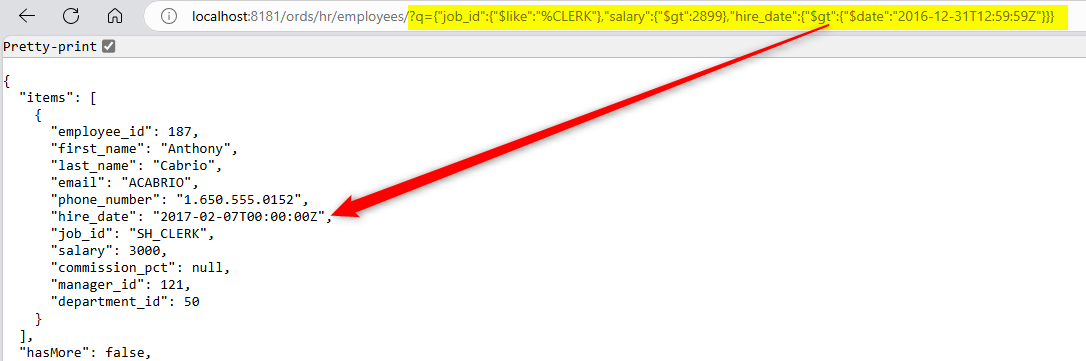 localhost:8181/ords/hr/employees/?q={"job_id":{"$like":"%CLERK"},"salary":{"$gt":2899},"hire_date":{"$gt":{"$date":"2016-12-31T12:59:59Z"}}}
Pretty-print
{
  "items": [
    {
      "employee_id": 187,
      "first_name": "Anthony",
      "last_name": "Cabrio",
      "email": "ACABRIO",
      "phone_number": "1.650.555.0152",
      "hire_date": "2017-02-07T00:00:00Z",
      "job_id": "SH_CLERK",
      "salary": 3000,
      "commission_pct": null,
      "manager_id": 121,
      "department_id": 50
    }
  ],
  "hasMore": false,